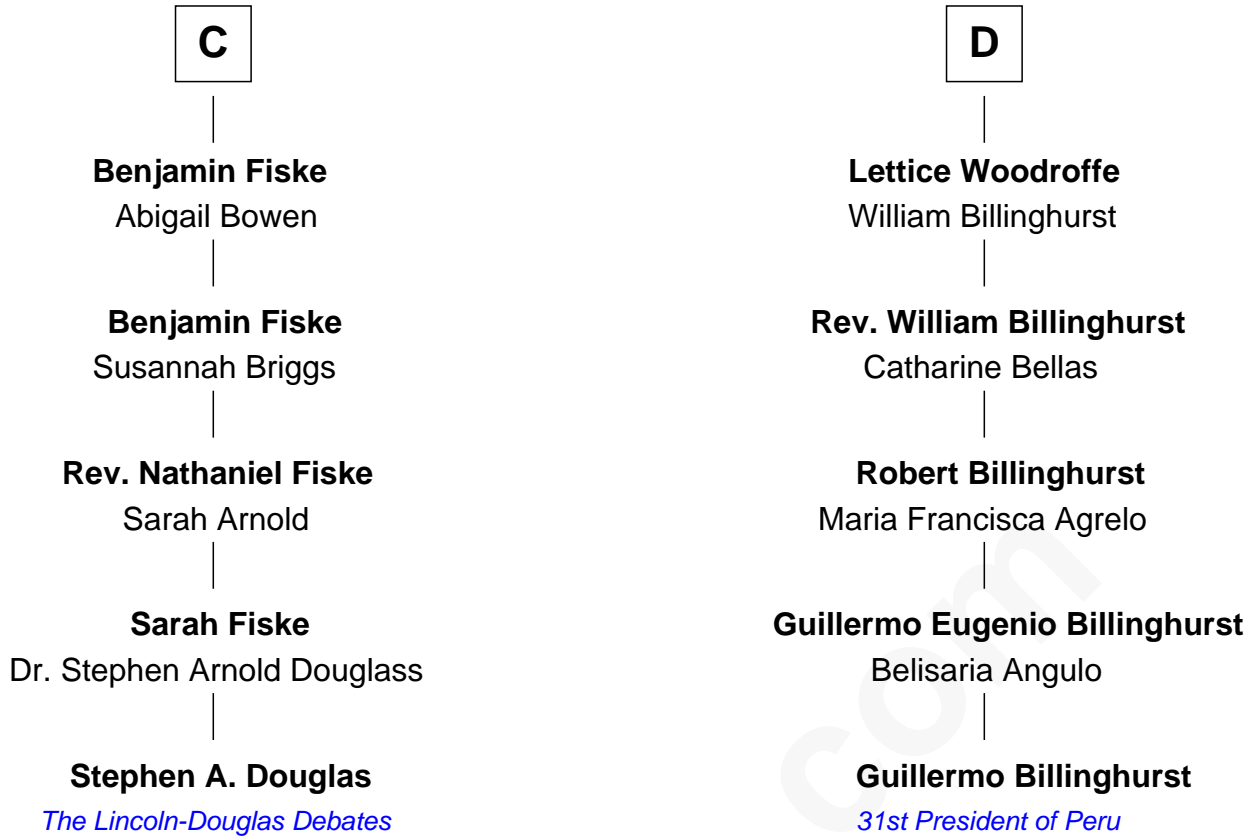 C
Benjamin Fiske
Abigail Bowen
Benjamin Fiske
Susannah Briggs
Rev. Nathaniel Fiske
Sarah Arnold
Sarah Fiske
Dr. Stephen Arnold Douglass
Stephen A. Douglas
The Lincoln-Douglas Debates
D
Lettice Woodroffe
William Billinghurst
Rev. William Billinghurst
Catharine Bellas
Robert Billinghurst
Maria Francisca Agrelo
Guillermo Eugenio Billinghurst
Belisaria Angulo
Guillermo Billinghurst
31st President of Peru
com